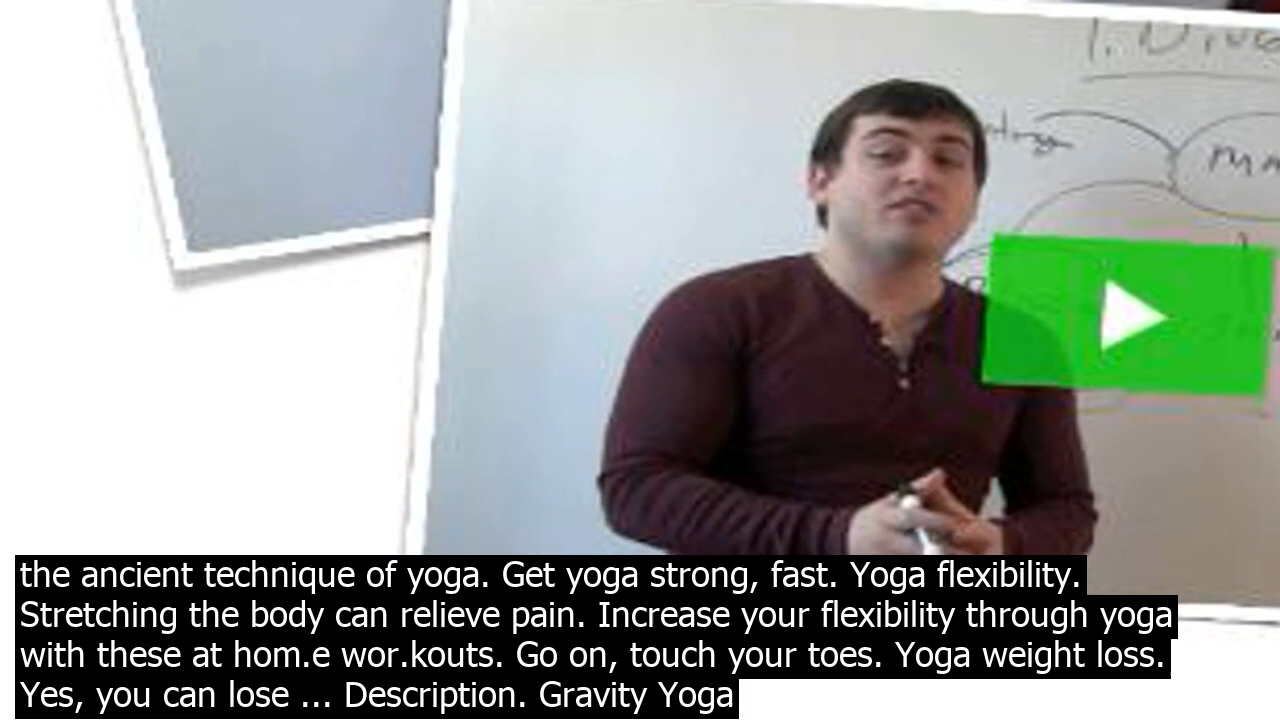 the ancient technique of yoga. Get yoga strong, fast. Yoga flexibility.
Stretching the body can relieve pain. Increase your flexibility through yoga
with these at hom.e wor.kouts. Go on, touch your toes. Yoga weight loss.
Yes, you can lose ... Description. Gravity Yoga